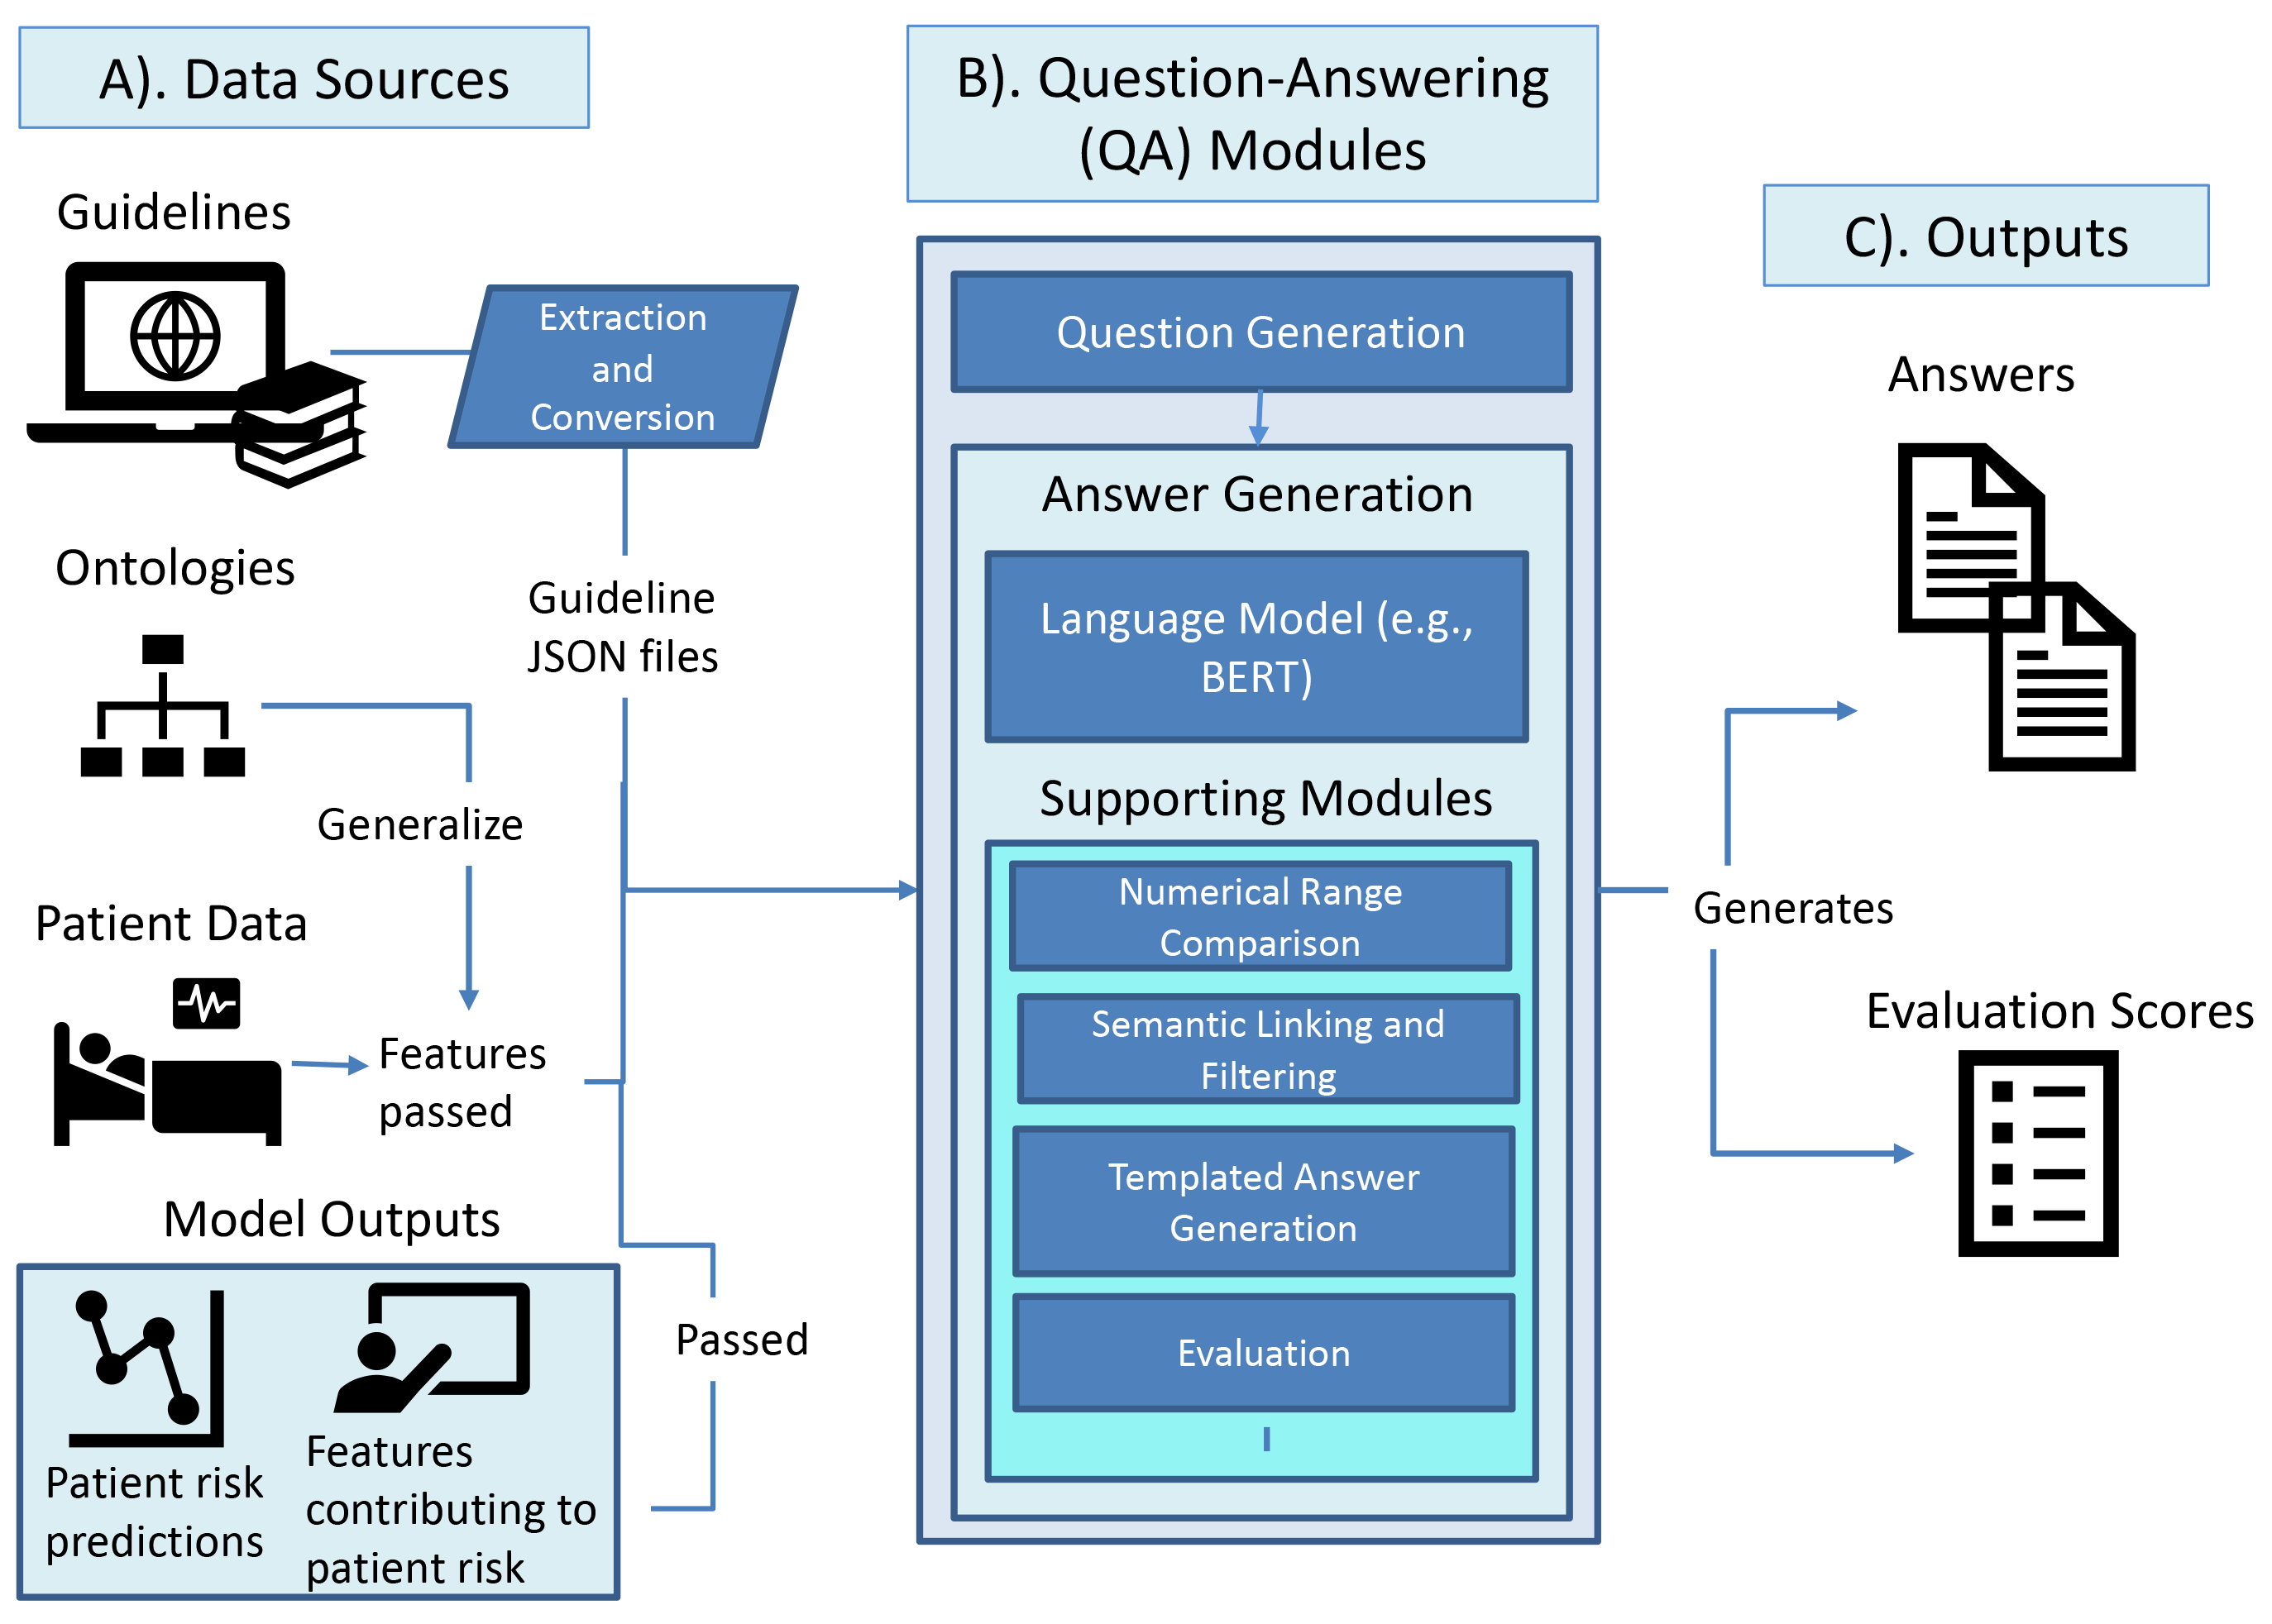 A). Data Sources
Guidelines
Extraction
and
Conversion
Ontologies
Guideline
JSON files
Generalize
Patient Data
Features
passed
Model Outputs
Patient risk
predictions
Features
contributing to
patient risk
Passed
B). Question-Answering
(QA) Modules
Question Generation
Answer Generation
Language Model (e.g.,
BERT)
Supporting Modules
Numerical Range
Comparison
Semantic Linking and
Filtering
Templated Answer
Generation
Evaluation
C). Outputs
Answers
Generates
Evaluation Scores